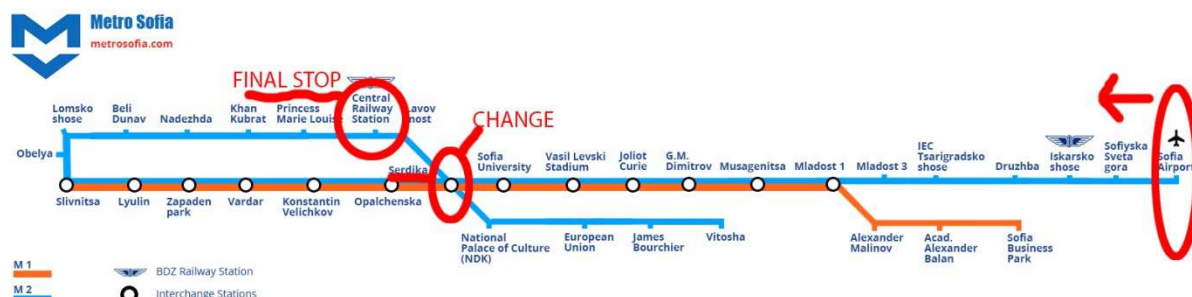 Metro Sofia
metrosofia.com
FINAL STOP
CHANGE
Lomsko
shose
Beli
Dunav
Nadezhda
Khan
Kubrat
Princess
Marie Louise
Central
Railway
Station
Lavov
most
Obelya
Serdika
Sofia
University
Vasil Levski
Stadium
Joliot
Curie
G.M.
Dimitrov
Musagenitsa
Mladost 1
Mladost 3
IEC
Tsarigradsko
shose
Druzhba
Iskarsko
shose
Sofiyska
Sveta
gora
Sofia
Airport
Slivnitsa
Lyulin
Zapaden
park
Vardar
Konstantin
Velichkov
Opalchenska
National
Palace of Culture
(NDK)
European
Union
James
Bourchier
Vitosha
Alexander
Malinov
Acad.
Alexander
Balan
Sofia
Business
Park
M 1
BDZ Railway Station
M 2
Interchange Stations